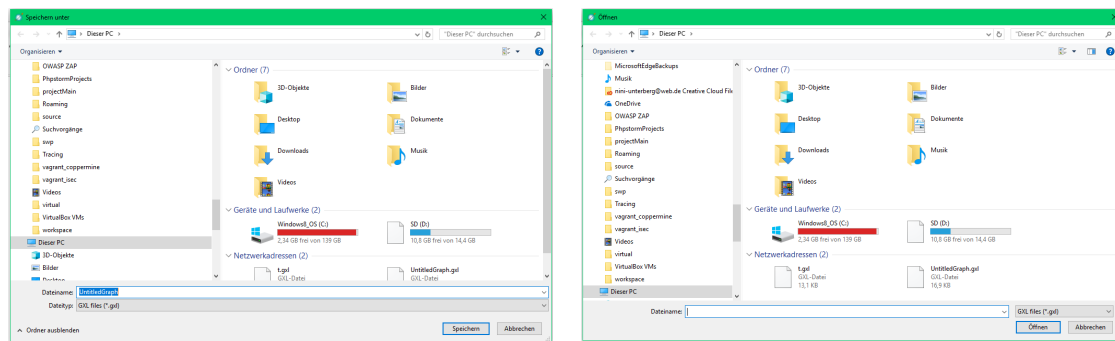 Speichern unter
Dieser PC
"Dieser PC" durchsuchen
Organisieren
OWASP ZAP
PhpstormProjects
projectMain
Roaming
source
Suchvorgänge
swp
Tracing
vagrant_coppermine
vagrant_isec
Videos
virtual
VirtualBox VMs
workspace
Dieser PC
3D-Objekte
Bilder
Desktop
Ordner (7)
3D-Objekte
Bilder
Desktop
Dokumente
Downloads
Musik
Videos
Geräte und Laufwerke (2)
Windows8_OS (C:)
2,34 GB frei von 139 GB
SD (D:)
10,8 GB frei von 14,4 GB
Netzwerkadressen (2)
t.gxl
GXL-Datei
UntitledGraph.gxl
GXL-Datei
Dateiname: UntitledGraph
Dateityp: GXL files (*.gxl)
Ordner ausblenden
Speichern
Abbrechen
Öffnen
Dieser PC
"Dieser PC" durchsuchen
Organisieren
MicrosoftEdgeBackups
Musik
nini-unterberg@web.de Creative Cloud File
OneDrive
OWASP ZAP
PhpstormProjects
projectMain
Roaming
source
Suchvorgänge
swp
Tracing
vagrant_coppermine
vagrant_isec
Videos
virtual
VirtualBox VMs
workspace
Dieser PC
Ordner (7)
3D-Objekte
Bilder
Desktop
Dokumente
Downloads
Musik
Videos
Geräte und Laufwerke (2)
Windows8_OS (C:)
2,34 GB frei von 139 GB
SD (D:)
10,8 GB frei von 14,4 GB
Netzwerkadressen (2)
t.gxl
GXL-Datei
13,1 KB
UntitledGraph.gxl
GXL-Datei
16,9 KB
Dateiname:
GXL files (*.gxl)
Öffnen
Abbrechen